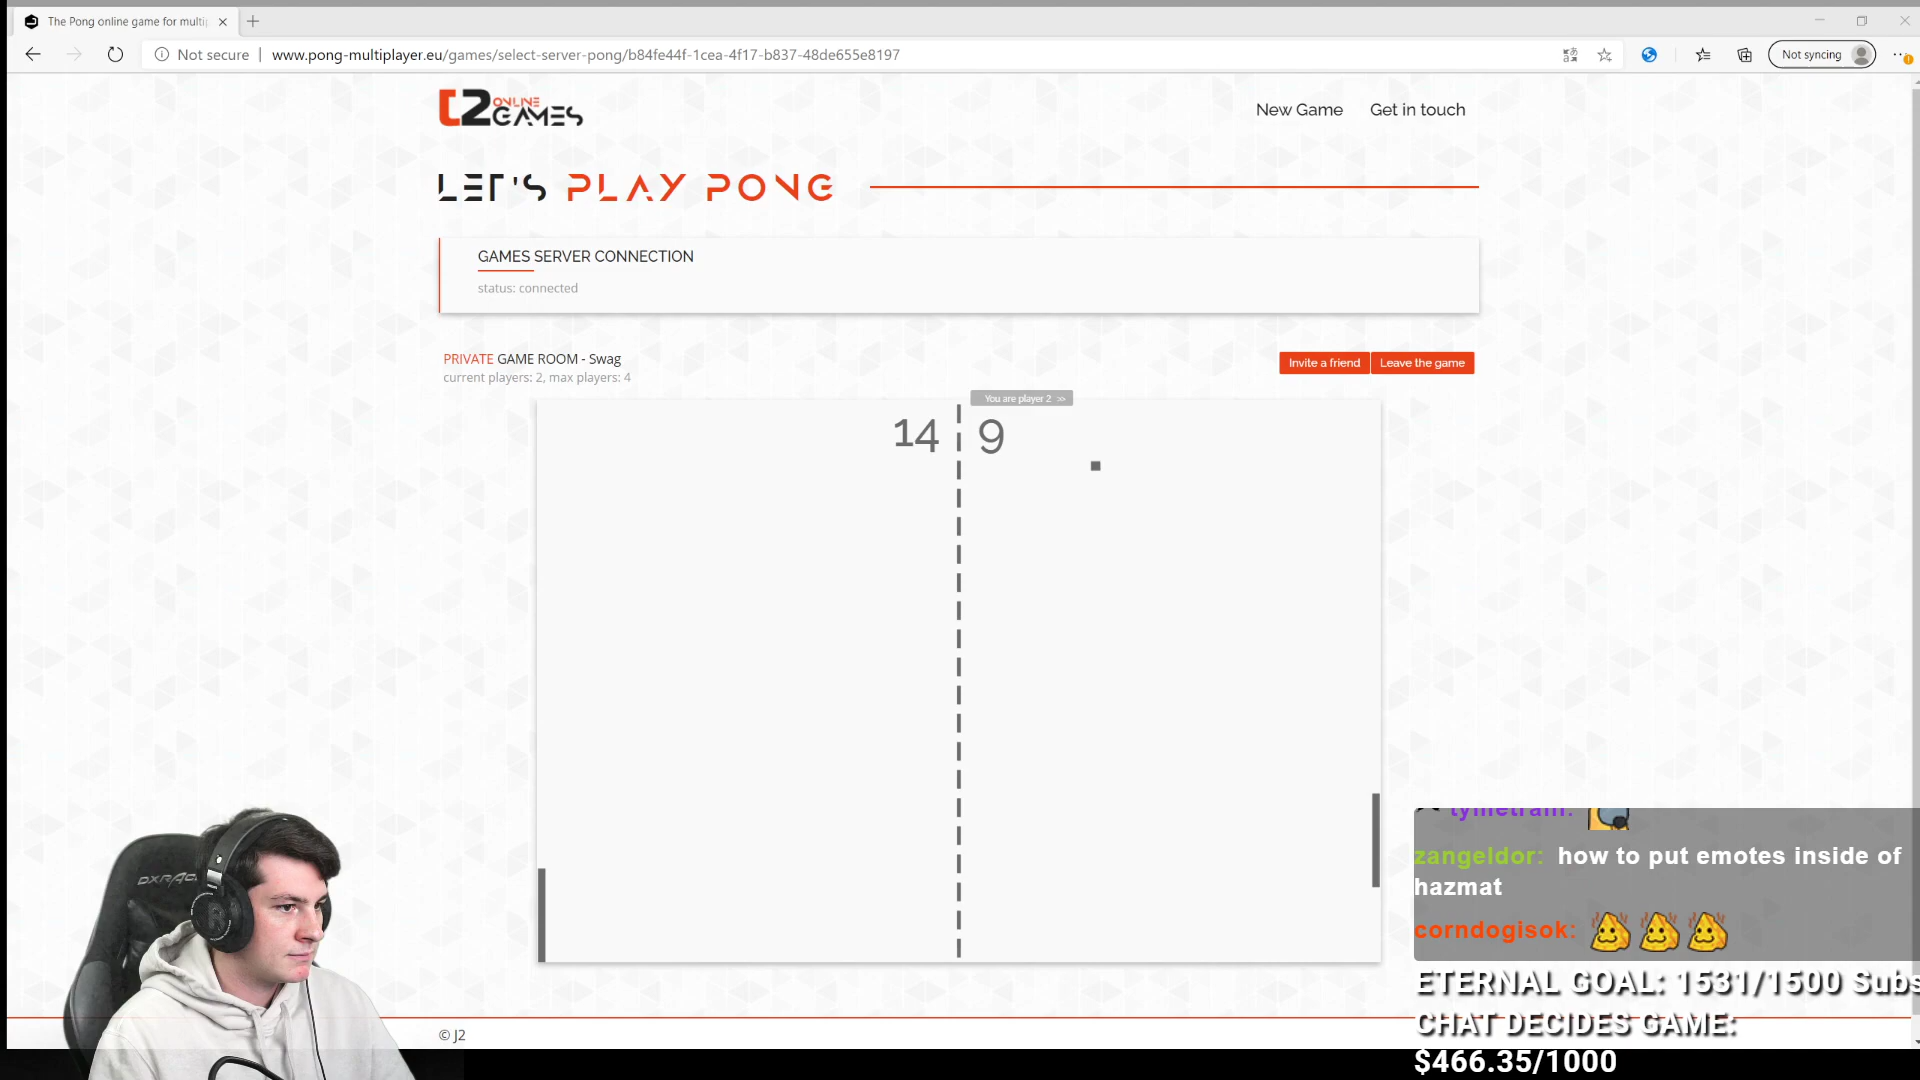 The Pong online game for multip
Not secure
www.pong-multiplayer.eu/games/select-server-pong/b84fe44f-1cea-4f17-b837-48de655e8197
Not syncing
J2 ONLINE GAMES
New Game
Get in touch
LET'S PLAY PONG
GAMES SERVER CONNECTION
status: connected
PRIVATE GAME ROOM - Swag
current players: 2, max players: 4
Invite a friend
Leave the game
You are player 2 >>
14
9
DXRAC
tymetrain:
zangeldor: how to put emotes inside of
hazmat
corndogisok:
ETERNAL GOAL: 1531/1500 Subs
CHAT DECIDES GAME:
$466.35/1000
© J2